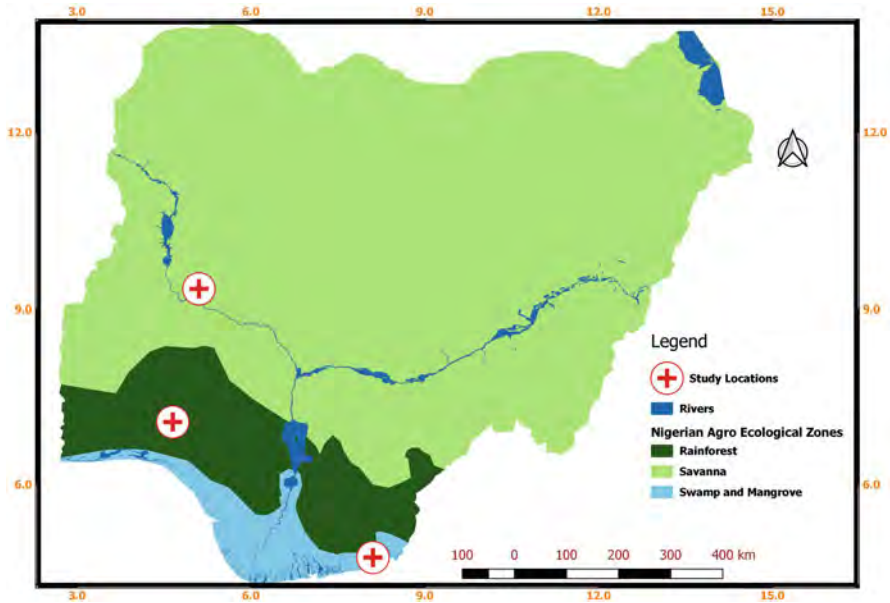 3.0 6.0 9.0 12.0 15.0
12.0 12.0
9.0 9.0
Legend
Study Locations
Rivers
Nigerian Agro Ecological Zones
Rainforest
Savanna
Swamp and Mangrove
6.0 6.0
100 0 100 200 300 400 km
3.0 6.0 9.0 12.0 15.0